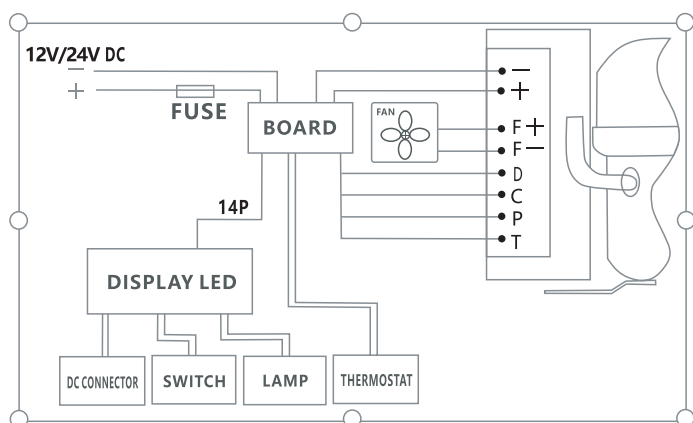 12V/24V DC
−
+
FUSE
BOARD
FAN
−
+
F +
F −
D
C
P
T
14P
DISPLAY LED
DC CONNECTOR
SWITCH
LAMP
THERMOSTAT